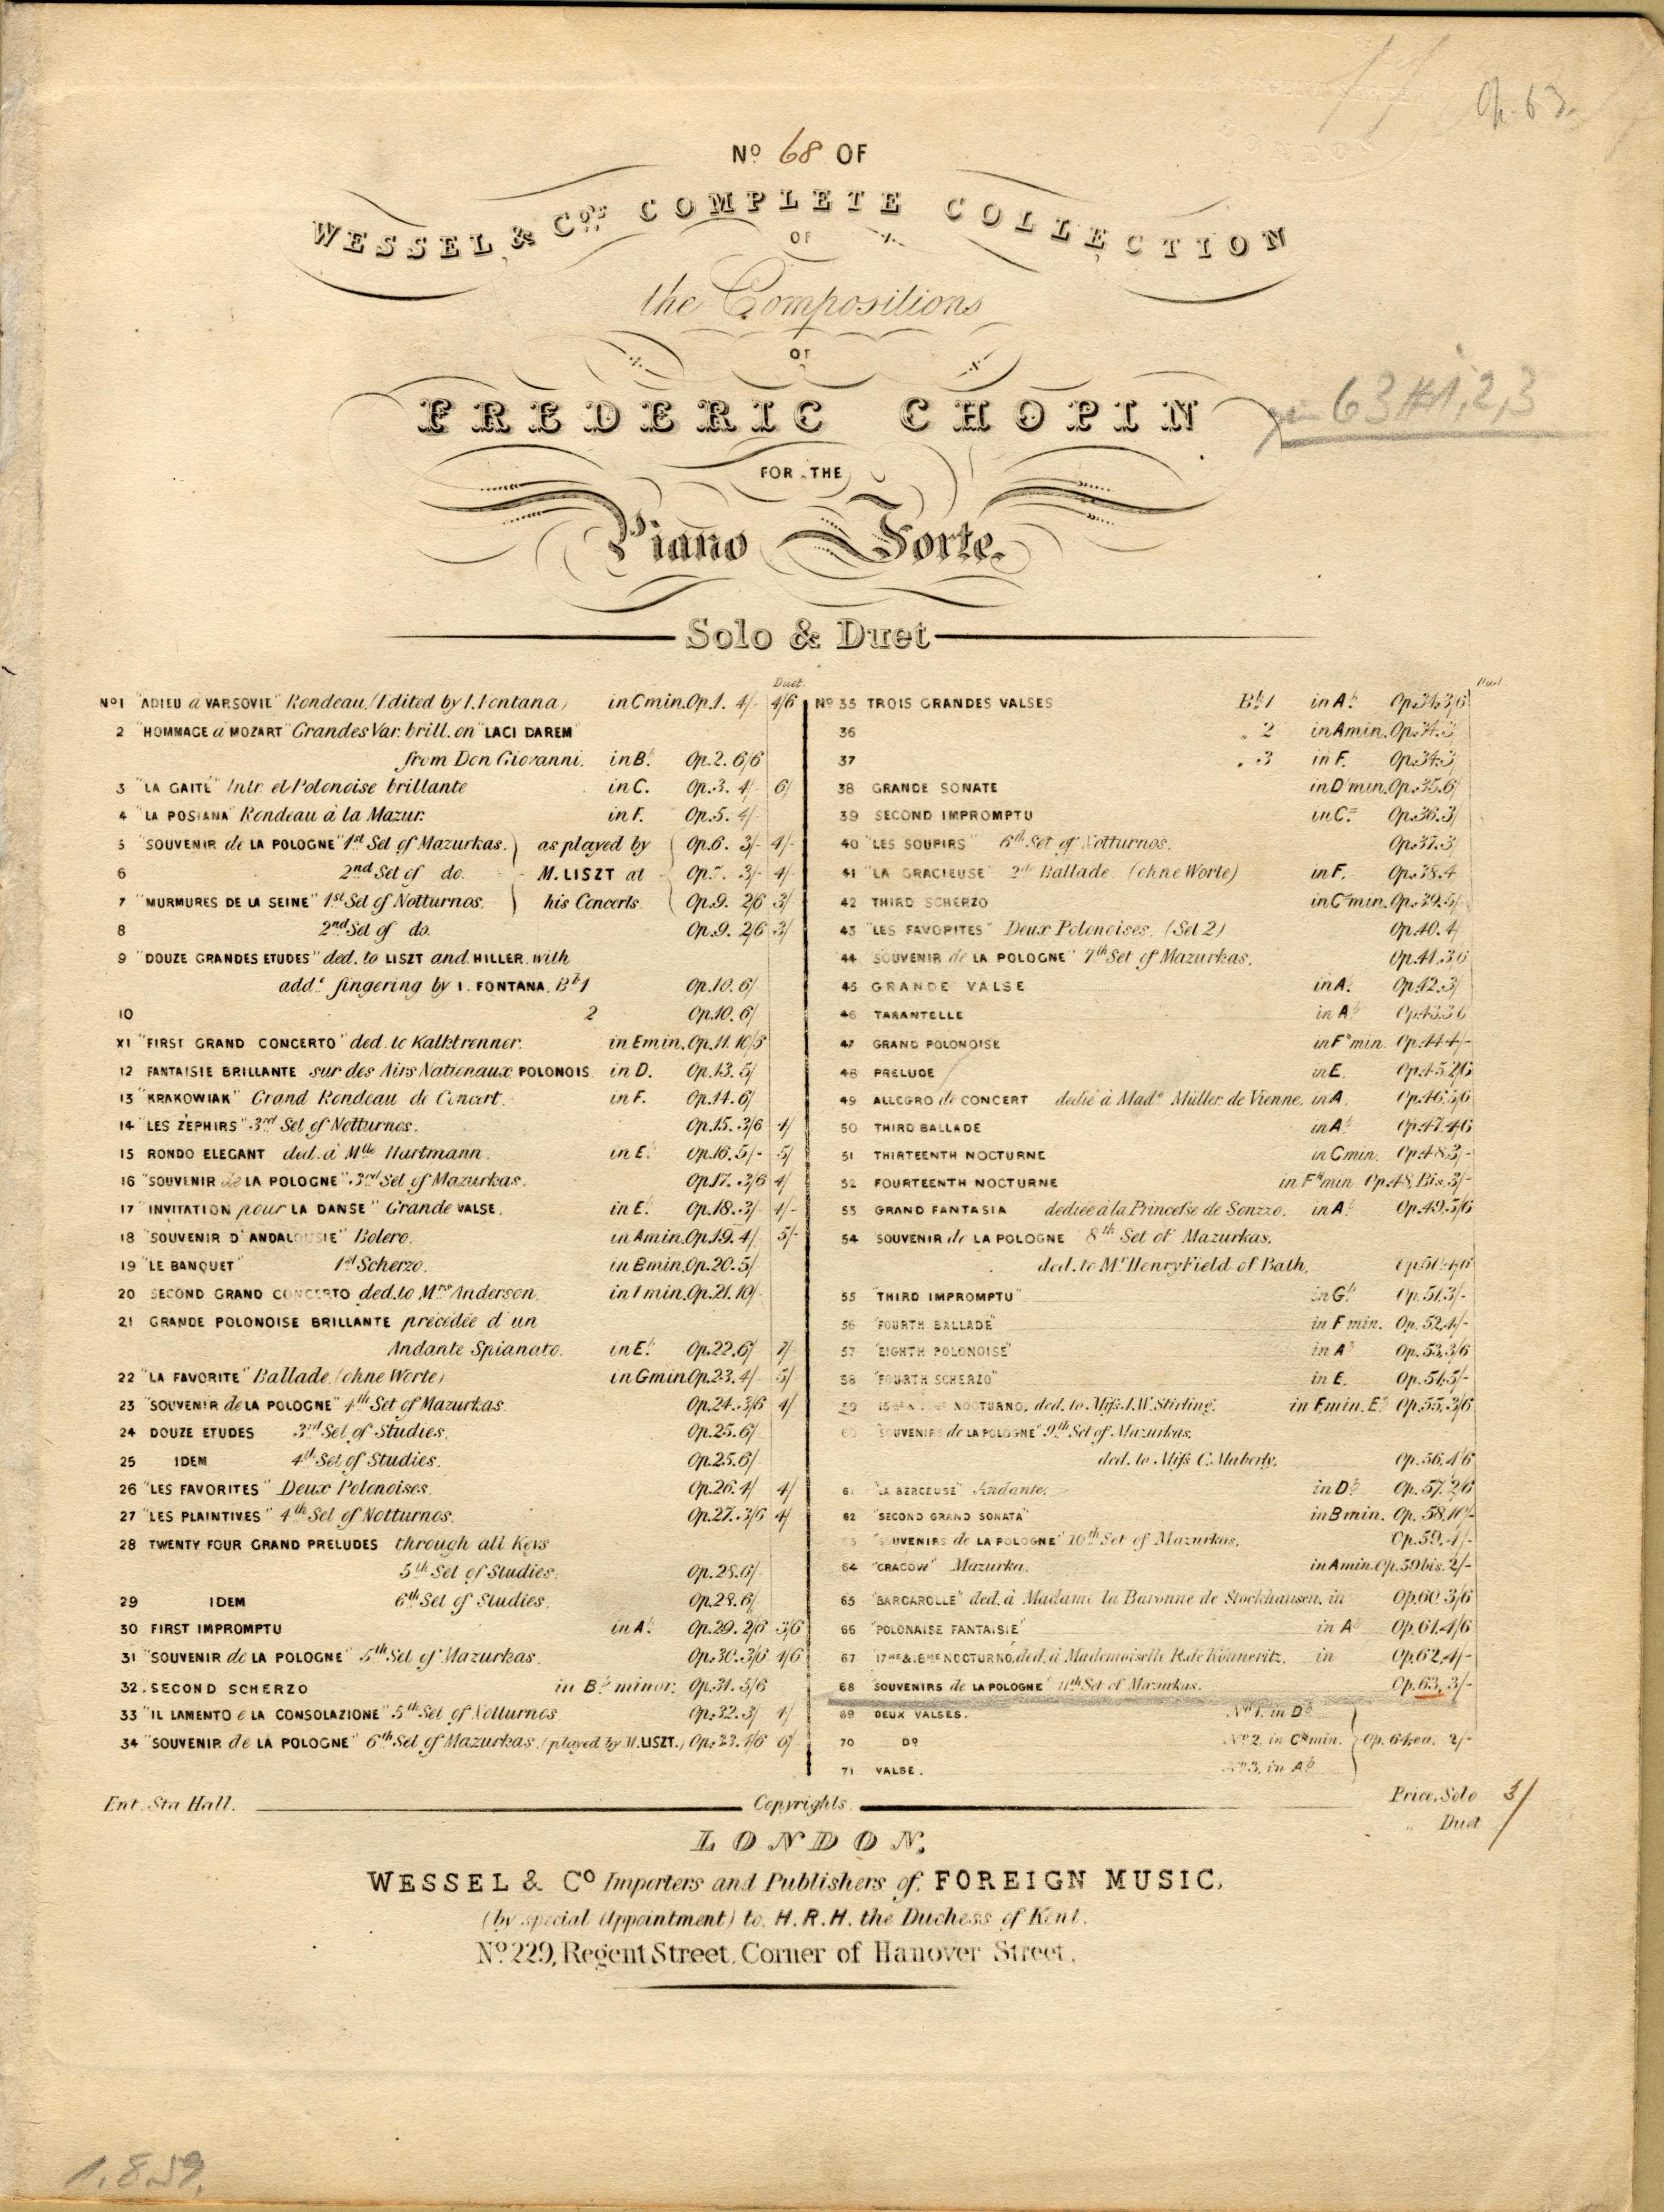 Op. 63.
No 68 OF
WESSEL & Co's COMPLETE COLLECTION
OF
the Compositions
OF
FREDERIC CHOPIN
63 #1,2,3
FOR THE
Piano Forte.
Solo & Duet
Duet.
No 1 "ADIEU a VARSOVIE" Rondeau. (Edited by I. Fontana) in C min. Op. 1. 4/- 4/6
2 "HOMMAGE a MOZART" Grandes Var. brill. on "LACI DAREM"
from Don Giovanni. in B♭ Op. 2. 6/6
3 "LA GAITÉ" Intr. et Polonoise brillante in C. Op. 3. 4/- 6/
4 "LA POSIANA" Rondeau à la Mazur. in F. Op. 5. 4/-
5 "SOUVENIR de LA POLOGNE" 1st Set of Mazurkas. as played by Op. 6. 3/- 4/-
6 2nd Set of do. M. LISZT at Op. 7. 3/- 4/-
7 "MURMURES DE LA SEINE" 1st Set of Notturnos. his Concerts. Op. 9. 2/6 3/
8 2nd Set of do. Op. 9. 2/6 3/
9 "DOUZE GRANDES ETUDES" ded. to LISZT and HILLER, with
add. fingering by I. FONTANA, Bk 1 Op. 10. 6/
10 2 Op. 10. 6/
XI "FIRST GRAND CONCERTO" ded. to Kalkbrenner. in E min. Op. 11. 10/6
12 FANTAISIE BRILLANTE sur des Airs Nationaux POLONOIS in D. Op. 13. 5/
13 "KRAKOWIAK" Grand Rondeau de Concert. in F. Op. 14. 6/
14 "LES ZÉPHIRS" 3rd Set of Notturnos. Op. 15. 3/6 4/
15 RONDO ELEGANT ded. à Mlle Hartmann. in E♭ Op. 16. 5/- 5/
16 "SOUVENIR de LA POLOGNE" 3rd Set of Mazurkas. Op. 17. 3/6 4/
17 "INVITATION pour LA DANSE" Grande VALSE. in E♭ Op. 18. 3/- 4/-
18 "SOUVENIR D'ANDALOUSIE" Bolero. in A min. Op. 19. 4/ 5/-
19 "LE BANQUET" 1st Scherzo. in B min. Op. 20. 5/
20 SECOND GRAND CONCERTO ded. to Mrs Anderson. in F min. Op. 21. 10/-
21 GRANDE POLONOISE BRILLANTE précédée d'un
Andante Spianato. in E♭ Op. 22. 6/ 7/-
22 "LA FAVORITE" Ballade. (ohne Worte) in G min. Op. 23. 4/- 5/
23 "SOUVENIR de LA POLOGNE" 4th Set of Mazurkas. Op. 24. 3/6 4/
24 DOUZE ETUDES 3rd Set of Studies. Op. 25. 6/
25 IDEM 4th Set of Studies. Op. 25. 6/
26 "LES FAVORITES" Deux Polonoises. Op. 26. 4/ 4/
27 "LES PLAINTIVES" 4th Set of Notturnos. Op. 27. 3/6 4/
28 TWENTY FOUR GRAND PRELUDES through all Keys
5th Set of Studies. Op. 28. 6/
29 IDEM 6th Set of Studies. Op. 28. 6/
30 FIRST IMPROMPTU in A♭ Op. 29. 2/6 3/6
31 "SOUVENIR de LA POLOGNE" 5th Set of Mazurkas. Op. 30. 3/6 4/6
32. SECOND SCHERZO in B♭ minor: Op. 31. 5/6
33 "IL LAMENTO e LA CONSOLAZIONE" 5th Set of Notturnos Op. 32. 3/ 4/
34 "SOUVENIR de LA POLOGNE" 6th Set of Mazurkas. (played by M. LISZT.) Op. 33. 4/6 6/
Duet
No 35 TROIS GRANDES VALSES Bk 1 in A♭ Op. 34. 3/6
36 2 in A min. Op. 34. 3
37 3 in F. Op. 34. 3/
38 GRANDE SONATE in D min. Op. 35. 6/
39 SECOND IMPROMPTU in C♯ Op. 36. 3/
40 "LES SOUPIRS" 6th Set of Notturnos. Op. 37. 3/
41 "LA GRACIEUSE" 2d Ballade. (ohne Worte) in F. Op. 38. 4
42 THIRD SCHERZO in C♯ min. Op. 39. 5/
43 "LES FAVORITES" Deux Polonoises. (Set 2) Op. 40. 4/
44 SOUVENIR de LA POLOGNE" 7th Set of Mazurkas. Op. 41. 3/6
45 GRANDE VALSE in A♭ Op. 42. 3/
46 TARANTELLE in A♭ Op. 43. 3/6
47 GRAND POLONOISE in F♯ min. Op. 44. 4/-
48 PRELUDE in E. Op. 45. 2/6
49 ALLEGRO de CONCERT dedié à Made Müller de Vienne. in A. Op. 46. 5/6
50 THIRD BALLADE in A♭ Op. 47. 4/6
51 THIRTEENTH NOCTURNE in C min. Op. 48. 3/-
52 FOURTEENTH NOCTURNE in F# min. Op. 48, Bis. 3/-
53 GRAND FANTASIA dediée à la Princesse de Sonzzo. in A♭ Op. 49. 5/6
54 SOUVENIR de LA POLOGNE 8th Set of Mazurkas.
ded. to Mr Henry Field of Bath. Op. 50. 4/6
55 "THIRD IMPROMPTU" in G♭ Op. 51. 3/-
56 "FOURTH BALLADE" in F min. Op. 52. 4/-
57 "EIGHTH POLONOISE" in A♭ Op. 53. 3/6
58 "FOURTH SCHERZO" in E. Op. 54. 5/-
59 NOCTURNO, ded. to Miss J. W. Stirling. in F min. E♭ Op. 55. 3/6
60 "SOUVENIRS de LA POLOGNE" 9th Set of Mazurkas.
ded. to Miss C. Maberly. Op. 56. 4/6
61 "LA BERCEUSE" Andante. in D♭ Op. 57. 2/6
62 "SECOND GRAND SONATA" in B min. Op. 58. 10/-
63 "SOUVENIRS de LA POLOGNE" 10th Set of Mazurkas. Op. 59. 4/-
64 "CRACOW" Mazurka. in A min. Op. 59 bis. 2/-
65 "BARCAROLLE" ded. à Madame la Baronne de Stockhausen. in Op. 60. 3/6
66 "POLONAISE FANTAISIE" in A♭ Op. 61. 4/6
67 17ME & 18ME NOCTURNO, ded. à Mademoiselle R. de Könneritz. in Op. 62. 4/-
68 "SOUVENIRS de LA POLOGNE" 11th Set of Mazurkas. Op. 63. 3/-
69 DEUX VALSES. No 1, in D♭
70 Do No 2, in C# min. Op. 64. ea. 2/-
71 VALSE. No 3, in A♭
Ent. Sta Hall. Copyrights. Price, Solo 3/
" Duet
LONDON,
WESSEL & Co Importers and Publishers of FOREIGN MUSIC,
(by special Appointment) to H.R.H. the Duchess of Kent.
No 229, Regent Street, Corner of Hanover Street.
1.8.59.